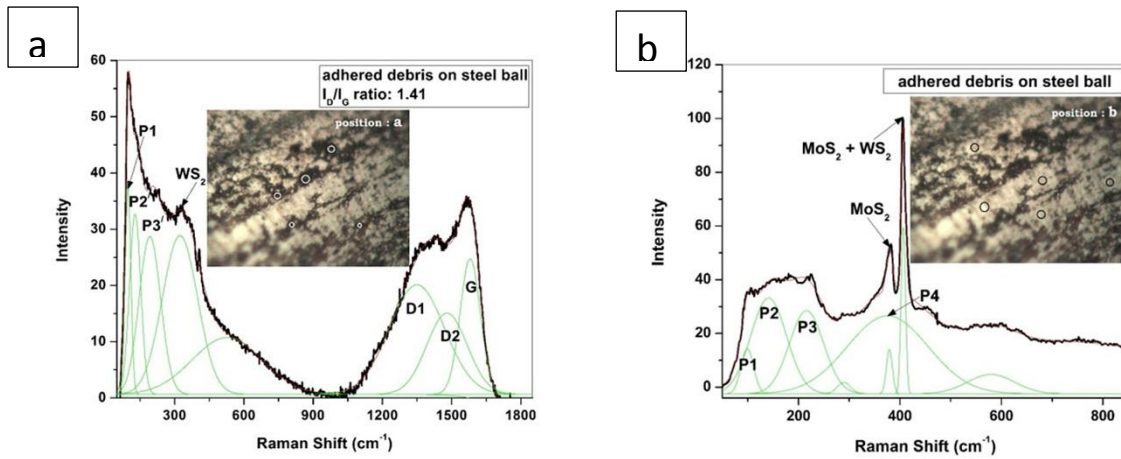 a
60
50
40
30
20
10
0
Intensity
adhered debris on steel ball
I_D/I_G ratio: 1.41
position : a
P1
P2
P3
WS₂
D1
D2
G
300 600 900 1200 1500 1800
Raman Shift (cm⁻¹)
b
120
100
80
60
40
20
0
Intensity
adhered debris on steel ball
position : b
MoS₂ + WS₂
MoS₂
P4
P2
P3
P1
200 400 600 800
Raman Shift (cm⁻¹)